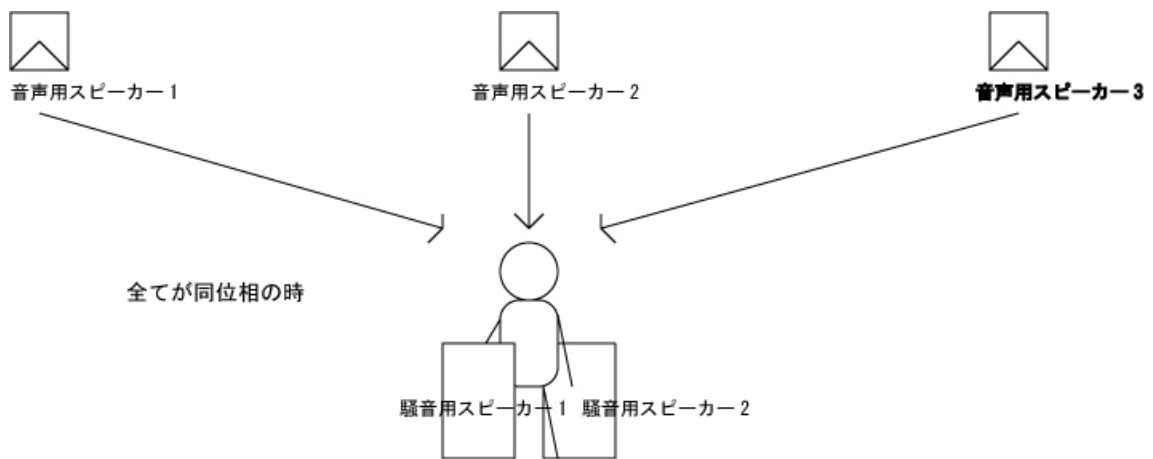 音声用スピーカー1
音声用スピーカー2
音声用スピーカー3
全てが同位相の時
騒音用スピーカー1
騒音用スピーカー2